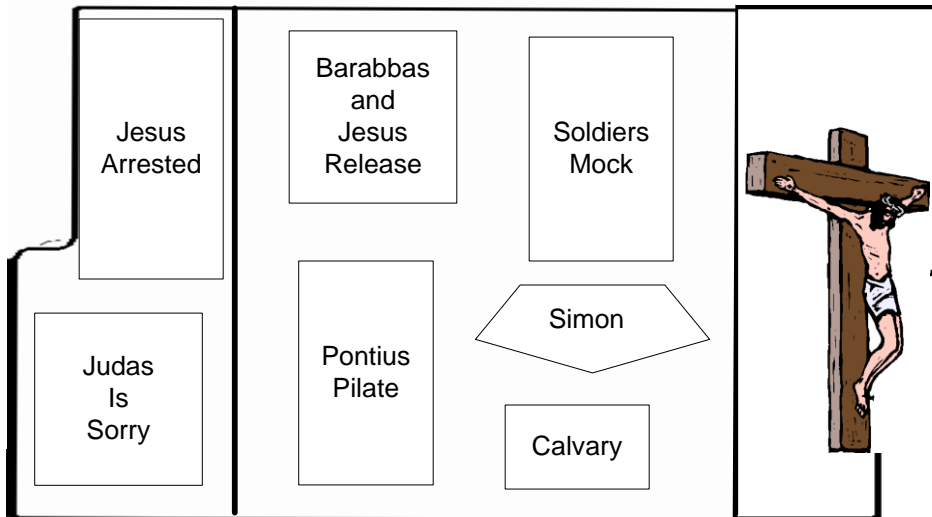 Jesus
Arrested
Judas
Is
Sorry
Barabbas
and
Jesus
Release
Pontius
Pilate
Soldiers
Mock
Simon
Calvary